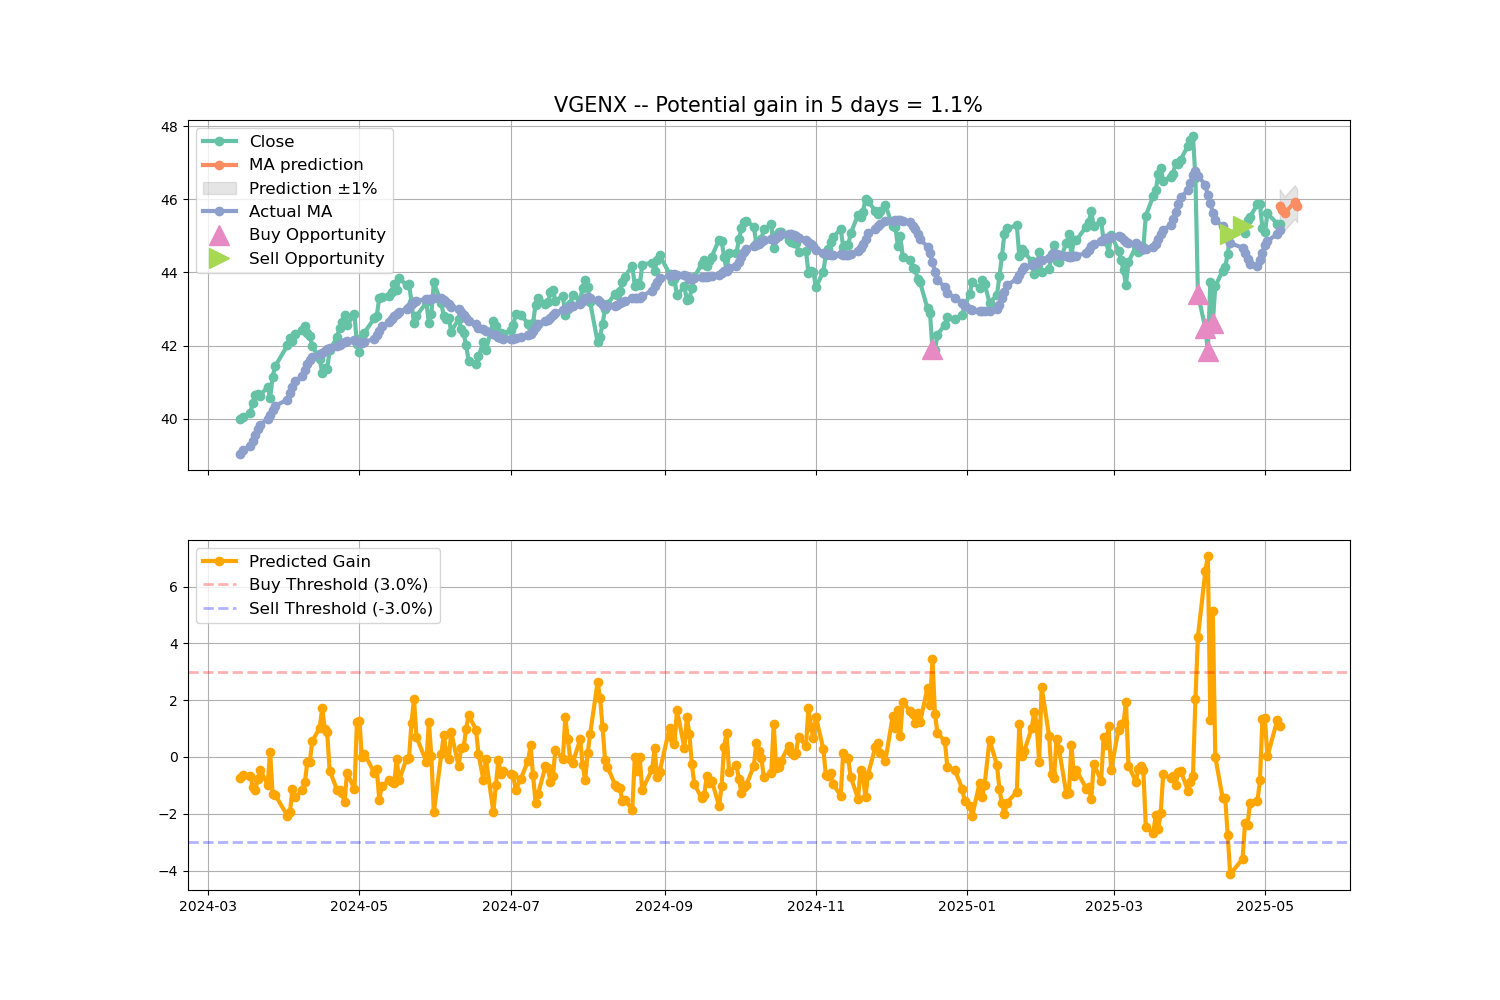 VGENX -- Potential gain in 5 days = 1.1%
48
46
44
42
40
Close
MA prediction
Prediction ±1%
Actual MA
Buy Opportunity
Sell Opportunity
6
4
2
0
−2
−4
Predicted Gain
Buy Threshold (3.0%)
Sell Threshold (-3.0%)
2024-03
2024-05
2024-07
2024-09
2024-11
2025-01
2025-03
2025-05